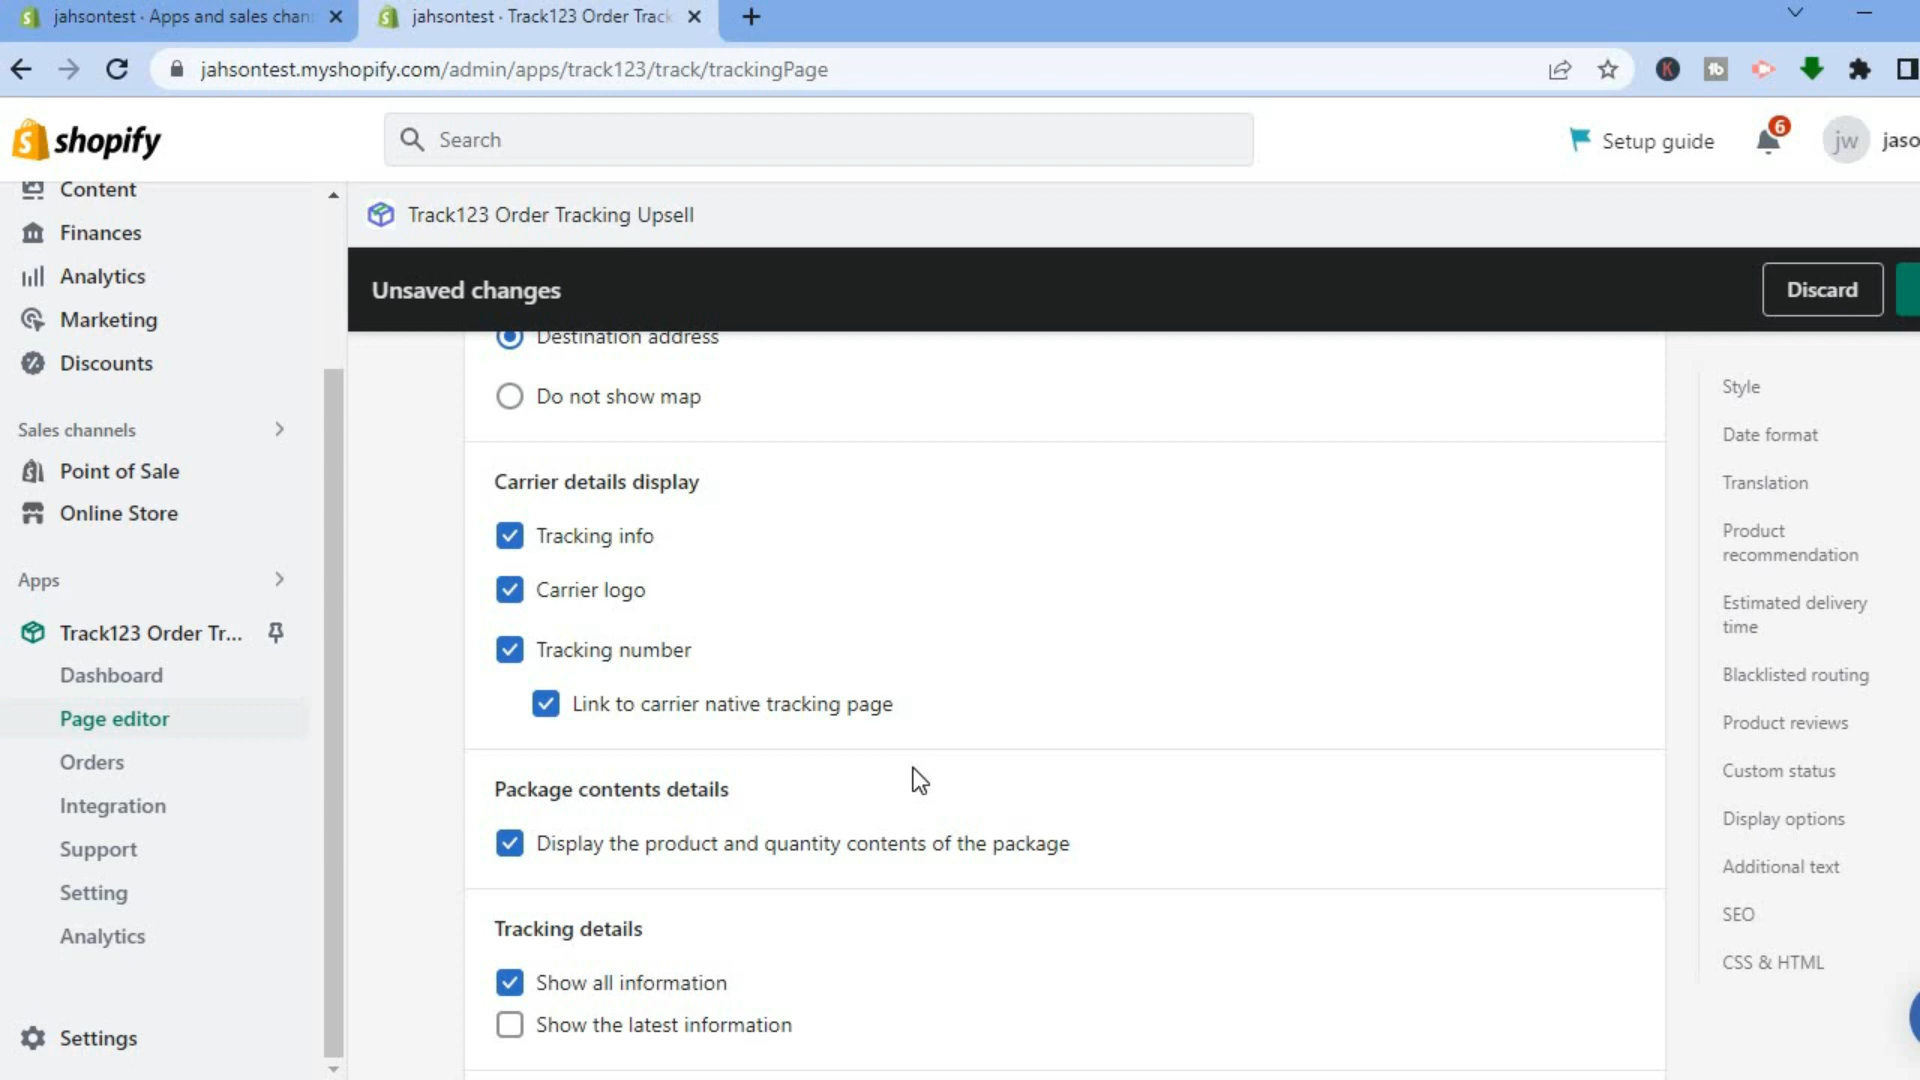 jahsontest · Apps and sales chan
jahsontest · Track123 Order Track
jahsontest.myshopify.com/admin/apps/track123/track/trackingPage
K
tb
shopify
Search
Setup guide
6
jw
jaso
Content
Finances
Analytics
Marketing
Discounts
Sales channels
Point of Sale
Online Store
Apps
Track123 Order Tr...
Dashboard
Page editor
Orders
Integration
Support
Setting
Analytics
Settings
Track123 Order Tracking Upsell
Unsaved changes
Discard
Destination address
Do not show map
Carrier details display
Tracking info
Carrier logo
Tracking number
Link to carrier native tracking page
Package contents details
Display the product and quantity contents of the package
Tracking details
Show all information
Show the latest information
Style
Date format
Translation
Product
recommendation
Estimated delivery
time
Blacklisted routing
Product reviews
Custom status
Display options
Additional text
SEO
CSS & HTML